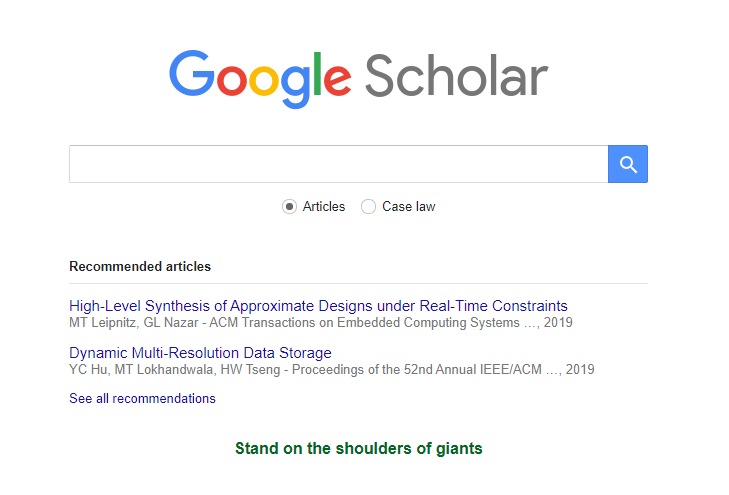 Google Scholar
Articles Case law
Recommended articles
High-Level Synthesis of Approximate Designs under Real-Time Constraints
MT Leipnitz, GL Nazar - ACM Transactions on Embedded Computing Systems …, 2019
Dynamic Multi-Resolution Data Storage
YC Hu, MT Lokhandwala, HW Tseng - Proceedings of the 52nd Annual IEEE/ACM …, 2019
See all recommendations
Stand on the shoulders of giants